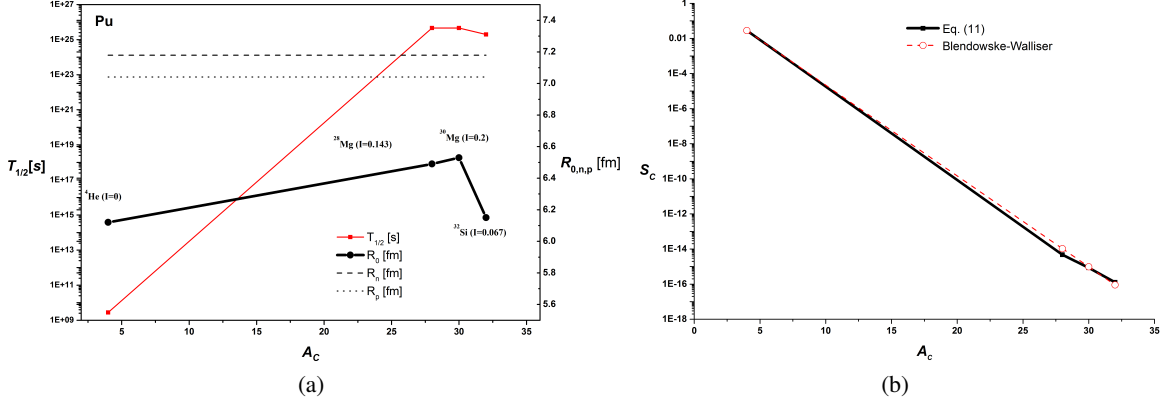 Pu
1E+27
1E+25
1E+23
1E+21
1E+19
1E+17
1E+15
1E+13
1E+11
1E+09
T1/2[s]
7.4
7.2
7.0
6.8
6.6
6.4
6.2
6.0
5.8
5.6
R0,n,p [fm]
4He (I=0)
28Mg (I=0.143)
30Mg (I=0.2)
32Si (I=0.067)
T1/2 [s]
R0 [fm]
Rn [fm]
Rp [fm]
5 10 15 20 25 30 35
AC
(a)
Eq. (11)
Blendowske-Walliser
0.01
1E-4
1E-6
1E-8
1E-10
1E-12
1E-14
1E-16
1E-18
SC
0 5 10 15 20 25 30 35
Ac
(b)